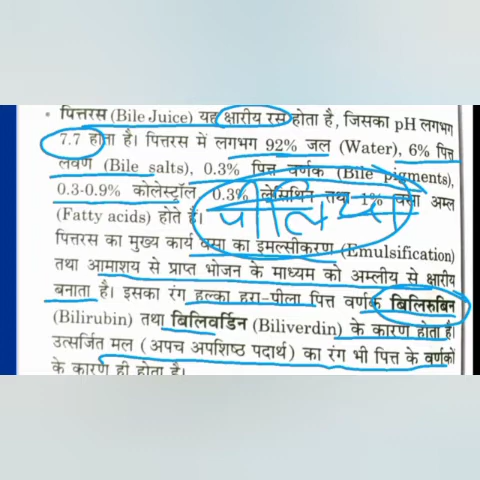 • पित्तरस (Bile Juice) यह क्षारीय रस होता है, जिसका pH लगभग
7.7 होता है। पित्तरस में लगभग 92% जल (Water), 6% पित्त
लवण (Bile salts), 0.3% पित्त वर्णक (Bile pigments),
0.3-0.9% कोलेस्ट्रॉल 0.3% लेसिथिन तथा 1% वसा अम्ल
(Fatty acids) होते हैं।
पित्तरस का मुख्य कार्य वसा का इमल्सीकरण (Emulsification)
तथा आमाशय से प्राप्त भोजन के माध्यम को अम्लीय से क्षारीय
बनाता है। इसका रंग हल्का हरा-पीला पित्त वर्णक बिलिरुबिन
(Bilirubin) तथा बिलिवर्डिन (Biliverdin) के कारण होता है।
उत्सर्जित मल (अपच अपशिष्ठ पदार्थ) का रंग भी पित्त के वर्णकों
के कारण ही होता है।